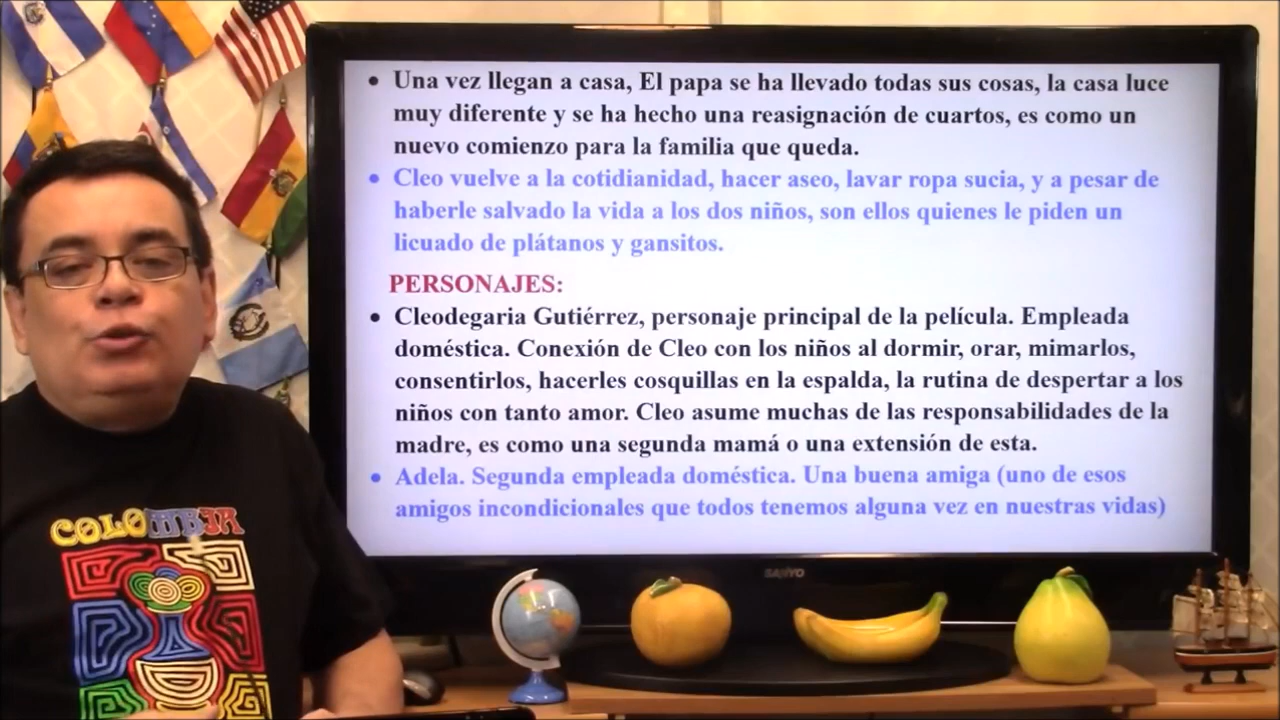 • Una vez llegan a casa, El papa se ha llevado todas sus cosas, la casa luce
muy diferente y se ha hecho una reasignación de cuartos, es como un
nuevo comienzo para la familia que queda.
• Cleo vuelve a la cotidianidad, hacer aseo, lavar ropa sucia, y a pesar de
haberle salvado la vida a los dos niños, son ellos quienes le piden un
licuado de plátanos y gansitos.
PERSONAJES:
• Cleodegaria Gutiérrez, personaje principal de la película. Empleada
doméstica. Conexión de Cleo con los niños al dormir, orar, mimarlos,
consentirlos, hacerles cosquillas en la espalda, la rutina de despertar a los
niños con tanto amor. Cleo asume muchas de las responsabilidades de la
madre, es como una segunda mamá o una extensión de esta.
• Adela. Segunda empleada doméstica. Una buena amiga (uno de esos
amigos incondicionales que todos tenemos alguna vez en nuestras vidas)
SANYO
COLOMBIA